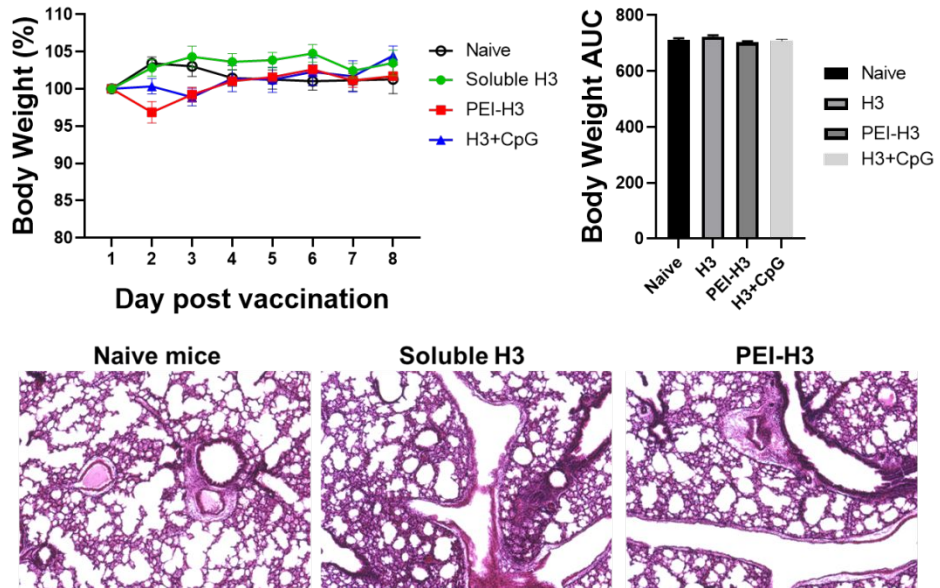 Body Weight (%)
110
105
100
95
90
85
80
1 2 3 4 5 6 7 8
Day post vaccination
Naive
Soluble H3
PEI-H3
H3+CpG
Body Weight AUC
800
600
400
200
0
Naive H3 PEI-H3 H3+CpG
Naive
H3
PEI-H3
H3+CpG
Naive mice
Soluble H3
PEI-H3